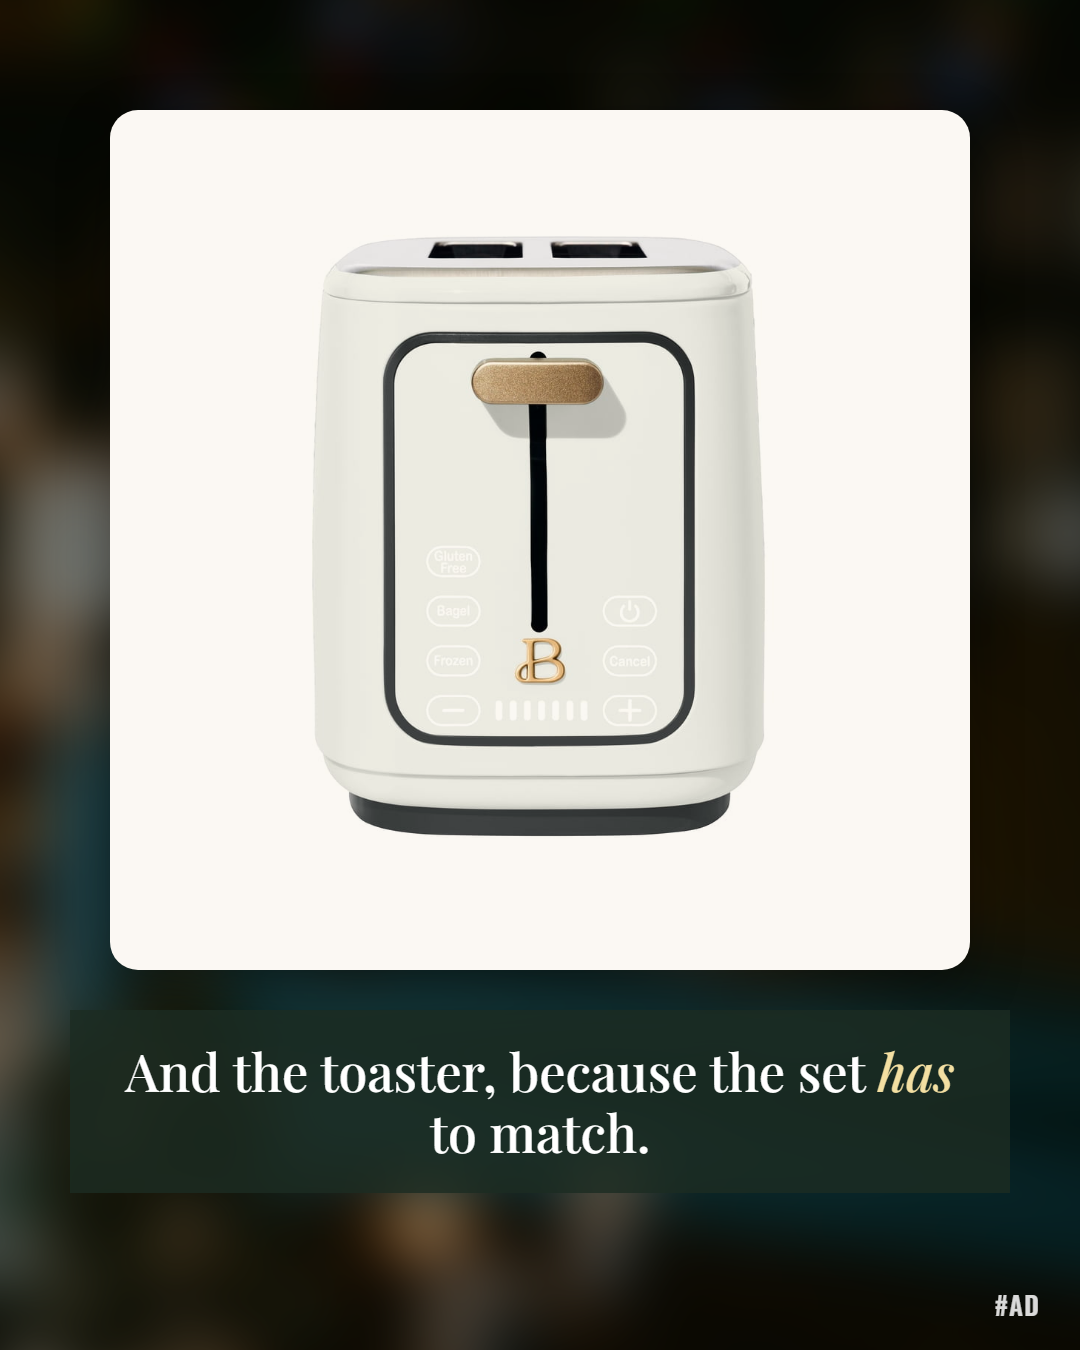 Gluten
Free
Bagel
Frozen
Cancel
B
And the toaster, because the set has
to match.
#AD